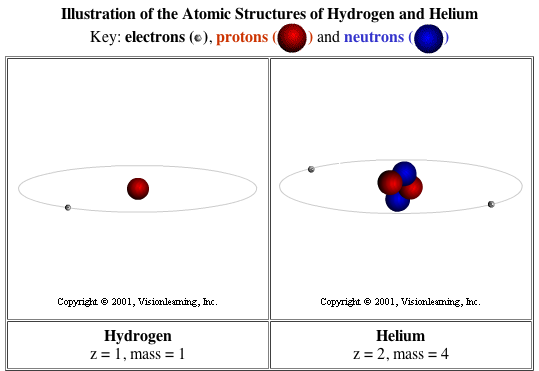 Illustration of the Atomic Structures of Hydrogen and Helium
Key: electrons ( ), protons ( ) and neutrons ( )
Copyright © 2001, Visionlearning, Inc.
Copyright © 2001, Visionlearning, Inc.
Hydrogen
z = 1, mass = 1
Helium
z = 2, mass = 4